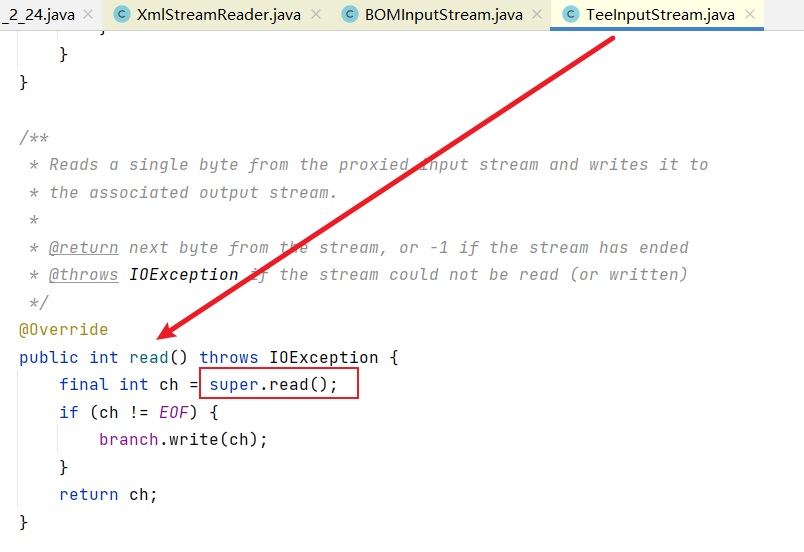 _2_24.java × XmlStreamReader.java × BOMInputStream.java × TeeInputStream.java ×
}
}
/**
* Reads a single byte from the proxied input stream and writes it to
* the associated output stream.
*
* @return next byte from the stream, or -1 if the stream has ended
* @throws IOException if the stream could not be read (or written)
*/
@Override
public int read() throws IOException {
final int ch = super.read();
if (ch != EOF) {
branch.write(ch);
}
return ch;
}